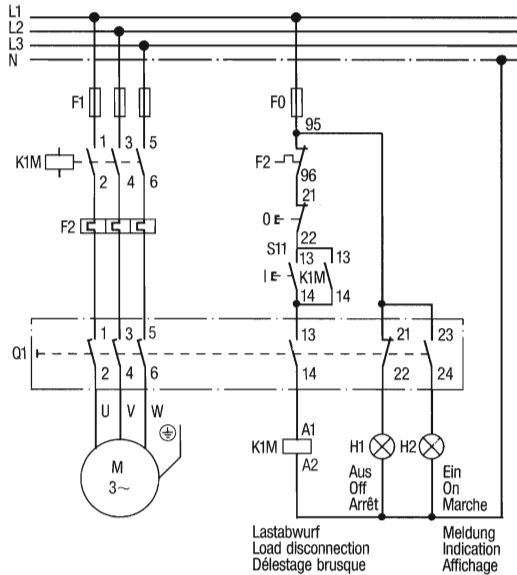 L1
L2
L3
N
F1
F0
95
1 3 5
K1M
F2
2 4 6
96
21
F2
0 E
22
S11
13 13
I E K1M
14 14
1 3 5
13 21 23
Q1
2 4 6
14 22 24
U V W
A1
K1M
H1 H2
A2
M
3~
Aus
Off
Arrêt
Ein
On
Marche
Lastabwurf
Load disconnection
Délestage brusque
Meldung
Indication
Affichage